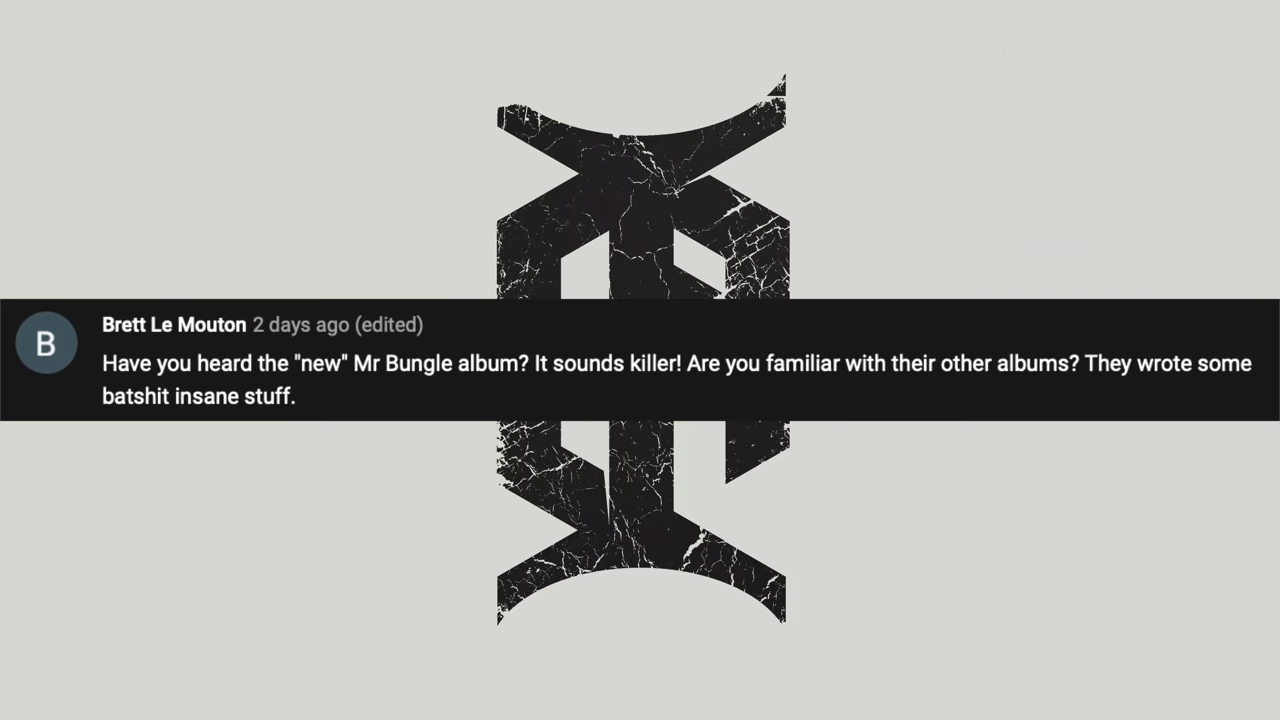 B
Brett Le Mouton 2 days ago (edited)
Have you heard the "new" Mr Bungle album? It sounds killer! Are you familiar with their other albums? They wrote some
batshit insane stuff.